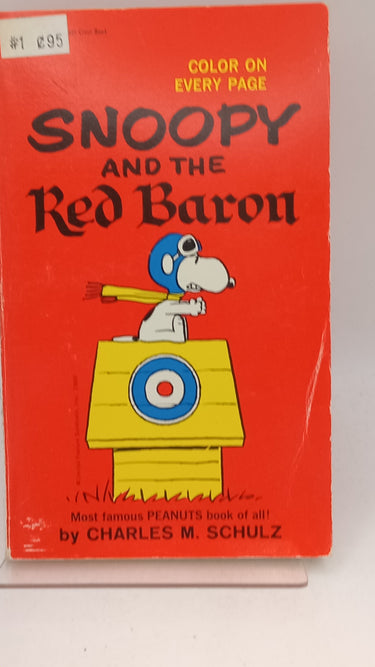 #1 ¢95
COLOR ON
EVERY PAGE
SNOOPY
AND THE
Red Baron
Most famous PEANUTS book of all!
by CHARLES M. SCHULZ